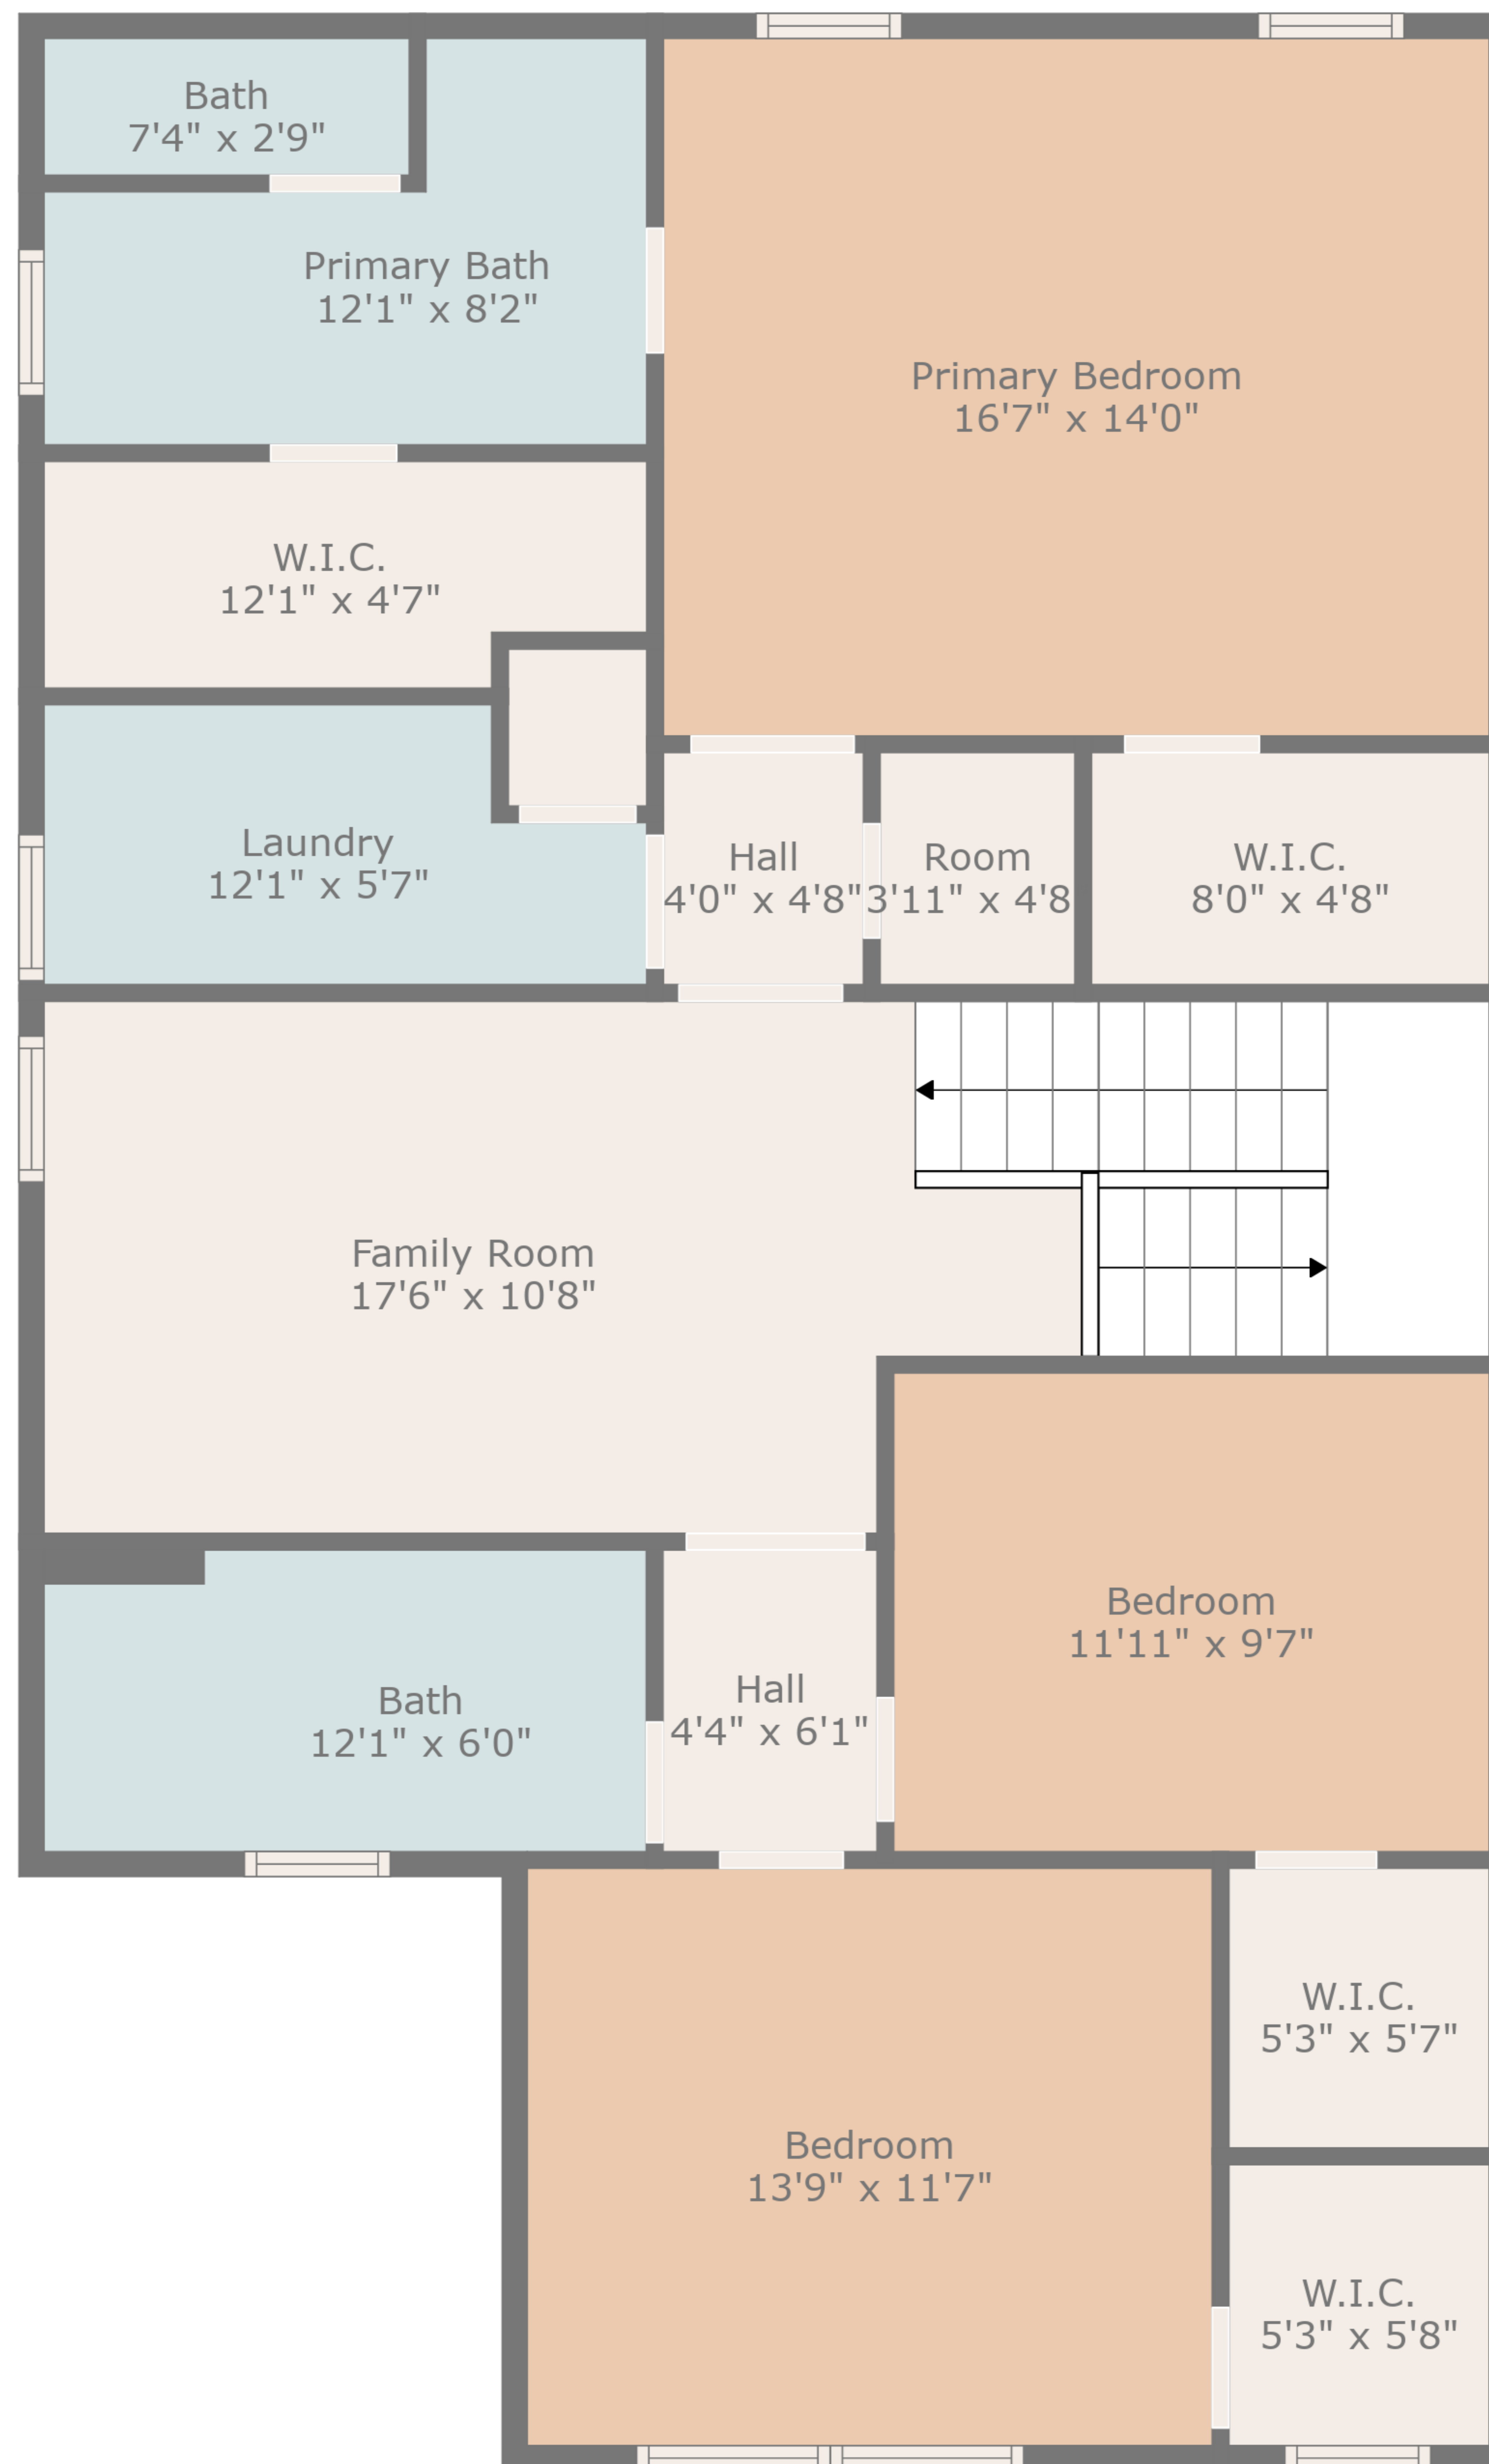 Bath
7'4" x 2'9"
Primary Bath
12'1" x 8'2"
Primary Bedroom
16'7" x 14'0"
W.I.C.
12'1" x 4'7"
Laundry
12'1" x 5'7"
Hall
4'0" x 4'8"
Room
3'11" x 4'8
W.I.C.
8'0" x 4'8"
Family Room
17'6" x 10'8"
Bedroom
11'11" x 9'7"
Bath
12'1" x 6'0"
Hall
4'4" x 6'1"
W.I.C.
5'3" x 5'7"
Bedroom
13'9" x 11'7"
W.I.C.
5'3" x 5'8"